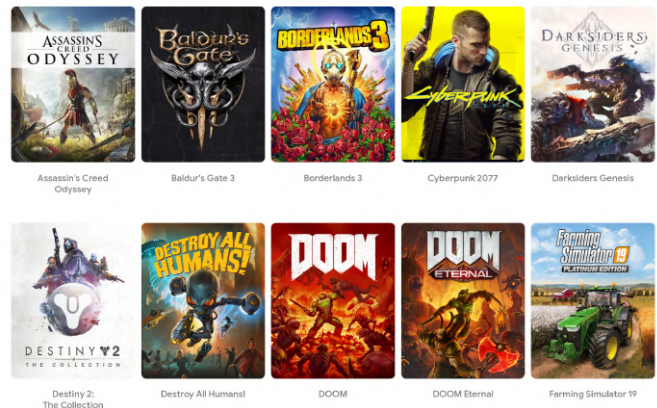 ASSASSIN'S
CREED
ODYSSEY
Baldur's
Gate
BORDERLANDS 3
Cyberpunk
DARKSIDERS
GENESIS
Assassin's Creed
Odyssey
Baldur's Gate 3
Borderlands 3
Cyberpunk 2077
Darksiders Genesis
DESTINY 2
THE COLLECTION
DESTROY ALL
HUMANS!
DOOM
DOOM
ETERNAL
Farming
Simulator 19
PLATINUM EDITION
Destiny 2:
The Collection
Destroy All Humans!
DOOM
DOOM Eternal
Farming Simulator 19